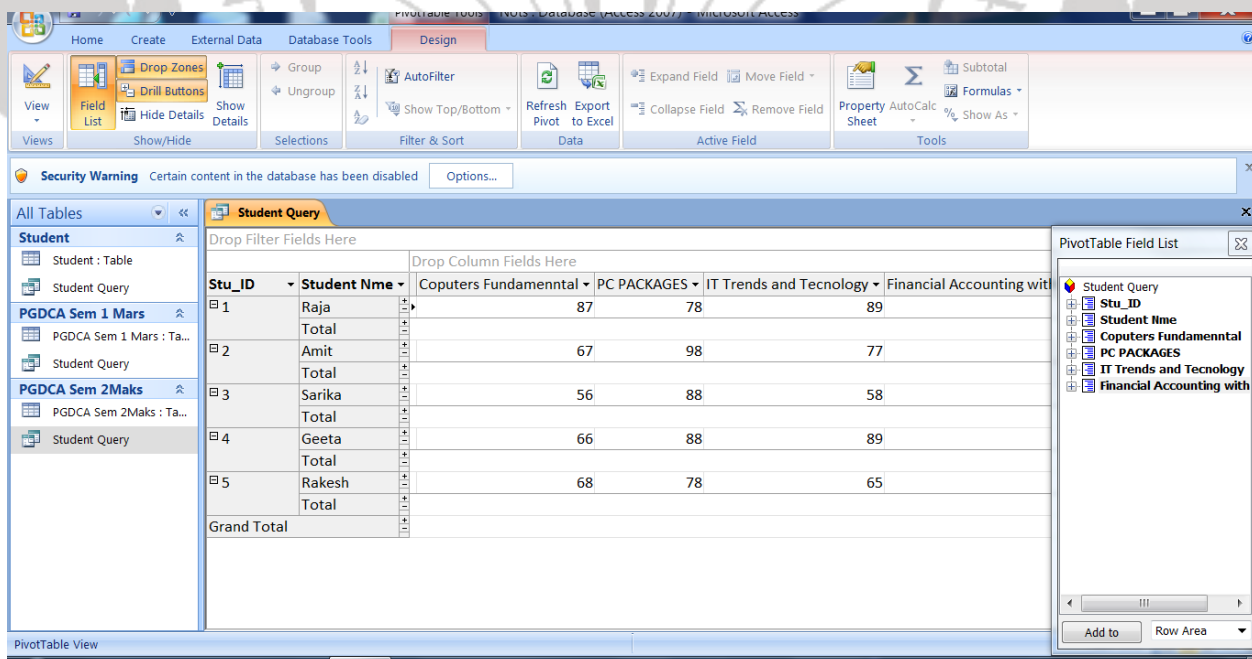 PivotTable Tools Nots : Database (Access 2007) - Microsoft Access
Home Create External Data Database Tools Design
View
Views
Field List
Drop Zones
Drill Buttons
Hide Details
Show Details
Show/Hide
Group
Ungroup
Selections
AutoFilter
Show Top/Bottom
Filter & Sort
Refresh Pivot
Export to Excel
Data
Expand Field Move Field
Collapse Field Remove Field
Active Field
Property Sheet
AutoCalc
Subtotal
Formulas
Show As
Tools
Security Warning Certain content in the database has been disabled Options...
All Tables
Student
Student : Table
Student Query
PGDCA Sem 1 Mars
PGDCA Sem 1 Mars : Ta...
Student Query
PGDCA Sem 2Maks
PGDCA Sem 2Maks : Ta...
Student Query
Student Query
Drop Filter Fields Here
Drop Column Fields Here
Stu_ID Student Nme Coputers Fundamenntal PC PACKAGES IT Trends and Tecnology Financial Accounting with
1 Raja 87 78 89
Total
2 Amit 67 98 77
Total
3 Sarika 56 88 58
Total
4 Geeta 66 88 89
Total
5 Rakesh 68 78 65
Total
Grand Total
PivotTable Field List
Student Query
Stu_ID
Student Nme
Coputers Fundamenntal
PC PACKAGES
IT Trends and Tecnology
Financial Accounting with
Add to Row Area
PivotTable View